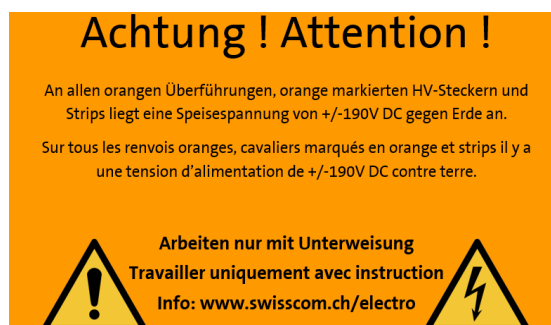 Achtung ! Attention !
An allen orangen Überführungen, orange markierten HV-Steckern und
Strips liegt eine Speisespannung von +/-190V DC gegen Erde an.
Sur tous les renvois oranges, cavaliers marqués en orange et strips il y a
une tension d’alimentation de +/-190V DC contre terre.
Arbeiten nur mit Unterweisung
Travailler uniquement avec instruction
Info: www.swisscom.ch/electro